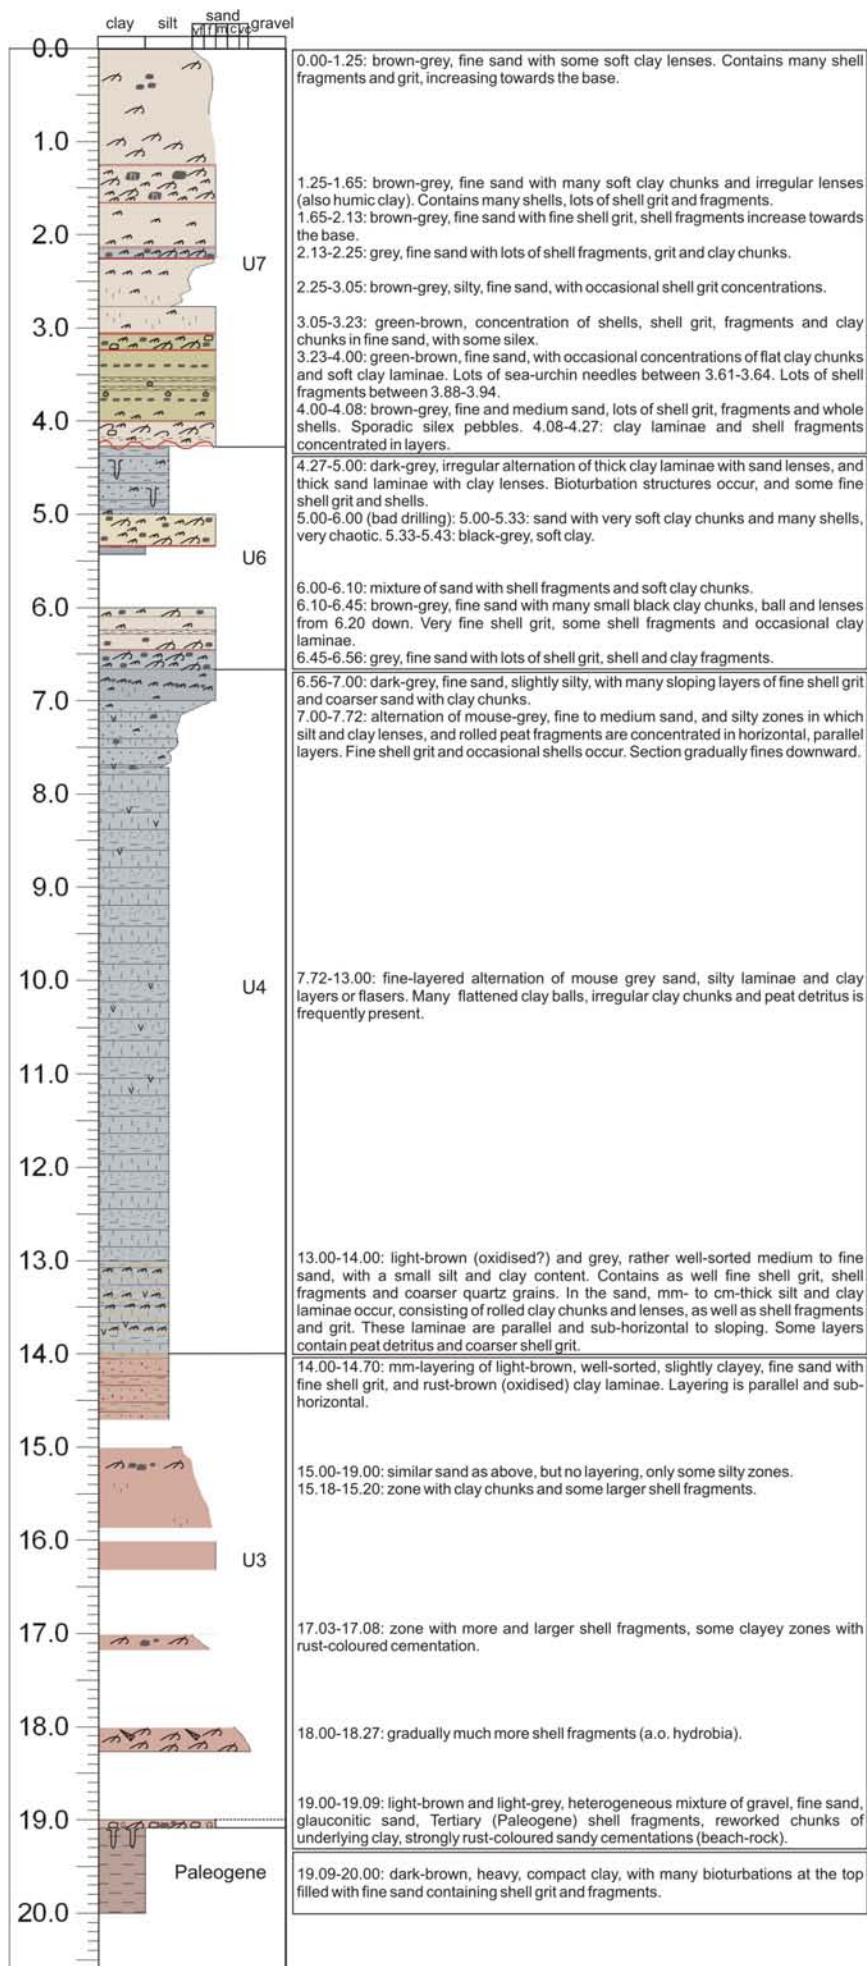 clay silt sand gravel
vf f m c vc
0.0
1.0
2.0
3.0
4.0
5.0
6.0
7.0
8.0
9.0
10.0
11.0
12.0
13.0
14.0
15.0
16.0
17.0
18.0
19.0
20.0
U7
U6
U4
U3
Paleogene
0.00-1.25: brown-grey, fine sand with some soft clay lenses. Contains many shell
fragments and grit, increasing towards the base.
1.25-1.65: brown-grey, fine sand with many soft clay chunks and irregular lenses
(also humic clay). Contains many shells, lots of shell grit and fragments.
1.65-2.13: brown-grey, fine sand with fine shell grit, shell fragments increase towards
the base.
2.13-2.25: grey, fine sand with lots of shell fragments, grit and clay chunks.
2.25-3.05: brown-grey, silty, fine sand, with occasional shell grit concentrations.
3.05-3.23: green-brown, concentration of shells, shell grit, fragments and clay
chunks in fine sand, with some silex.
3.23-4.00: green-brown, fine sand, with occasional concentrations of flat clay chunks
and soft clay laminae. Lots of sea-urchin needles between 3.61-3.64. Lots of shell
fragments between 3.88-3.94.
4.00-4.08: brown-grey, fine and medium sand, lots of shell grit, fragments and whole
shells. Sporadic silex pebbles. 4.08-4.27: clay laminae and shell fragments
concentrated in layers.
4.27-5.00: dark-grey, irregular alternation of thick clay laminae with sand lenses, and
thick sand laminae with clay lenses. Bioturbation structures occur, and some fine
shell grit and shells.
5.00-6.00 (bad drilling): 5.00-5.33: sand with very soft clay chunks and many shells,
very chaotic. 5.33-5.43: black-grey, soft clay.
6.00-6.10: mixture of sand with shell fragments and soft clay chunks.
6.10-6.45: brown-grey, fine sand with many small black clay chunks, ball and lenses
from 6.20 down. Very fine shell grit, some shell fragments and occasional clay
laminae.
6.45-6.56: grey, fine sand with lots of shell grit, shell and clay fragments.
6.56-7.00: dark-grey, fine sand, slightly silty, with many sloping layers of fine shell grit
and coarser sand with clay chunks.
7.00-7.72: alternation of mouse-grey, fine to medium sand, and silty zones in which
silt and clay lenses, and rolled peat fragments are concentrated in horizontal, parallel
layers. Fine shell grit and occasional shells occur. Section gradually fines downward.
7.72-13.00: fine-layered alternation of mouse grey sand, silty laminae and clay
layers or flasers. Many flattened clay balls, irregular clay chunks and peat detritus is
frequently present.
13.00-14.00: light-brown (oxidised?) and grey, rather well-sorted medium to fine
sand, with a small silt and clay content. Contains as well fine shell grit, shell
fragments and coarser quartz grains. In the sand, mm- to cm-thick silt and clay
laminae occur, consisting of rolled clay chunks and lenses, as well as shell fragments
and grit. These laminae are parallel and sub-horizontal to sloping. Some layers
contain peat detritus and coarser shell grit.
14.00-14.70: mm-layering of light-brown, well-sorted, slightly clayey, fine sand with
fine shell grit, and rust-brown (oxidised) clay laminae. Layering is parallel and sub-
horizontal.
15.00-19.00: similar sand as above, but no layering, only some silty zones.
15.18-15.20: zone with clay chunks and some larger shell fragments.
17.03-17.08: zone with more and larger shell fragments, some clayey zones with
rust-coloured cementation.
18.00-18.27: gradually much more shell fragments (a.o. hydrobia).
19.00-19.09: light-brown and light-grey, heterogeneous mixture of gravel, fine sand,
glauconitic sand, Tertiary (Paleogene) shell fragments, reworked chunks of
underlying clay, strongly rust-coloured sandy cementations (beach-rock).
19.09-20.00: dark-brown, heavy, compact clay, with many bioturbations at the top
filled with fine sand containing shell grit and fragments.